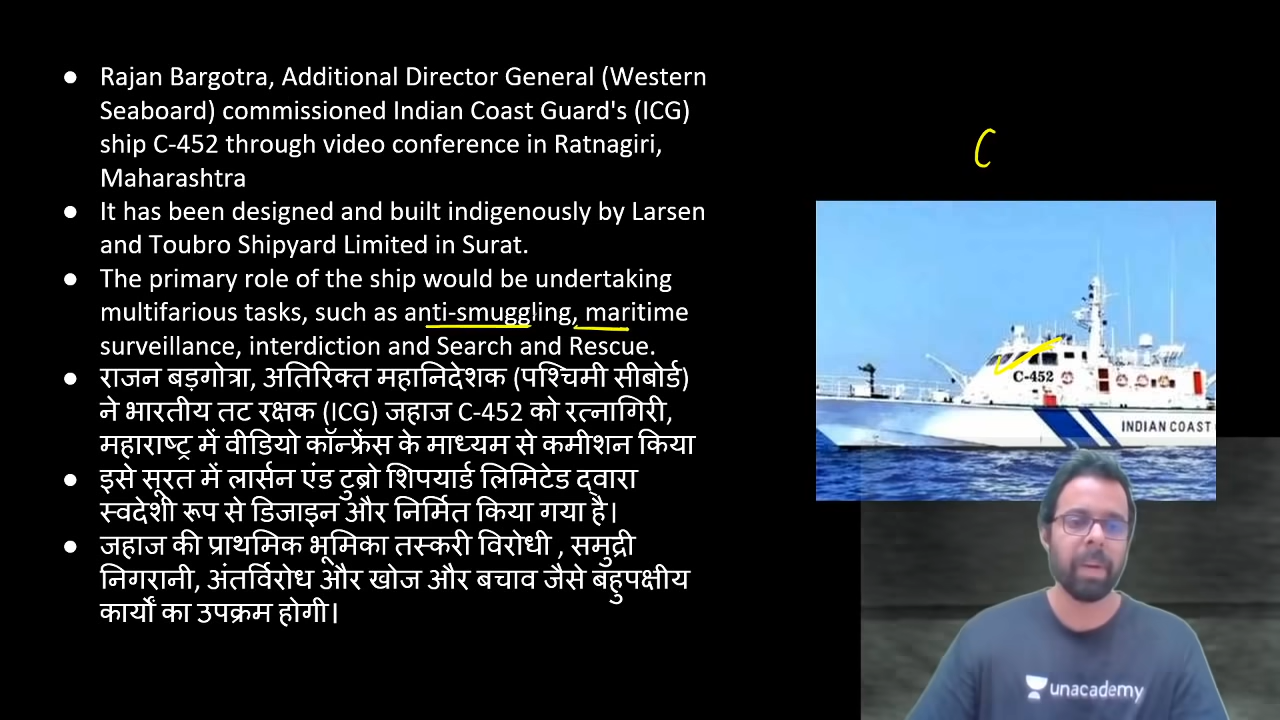 Rajan Bargotra, Additional Director General (Western
Seaboard) commissioned Indian Coast Guard's (ICG)
ship C-452 through video conference in Ratnagiri,
Maharashtra
It has been designed and built indigenously by Larsen
and Toubro Shipyard Limited in Surat.
The primary role of the ship would be undertaking
multifarious tasks, such as anti-smuggling, maritime
surveillance, interdiction and Search and Rescue.
राजन बड़गोत्रा, अतिरिक्त महानिदेशक (पश्चिमी सीबोर्ड)
ने भारतीय तट रक्षक (ICG) जहाज C-452 को रत्नागिरी,
महाराष्ट्र में वीडियो कॉन्फ्रेंस के माध्यम से कमीशन किया
इसे सूरत में लार्सन एंड टुब्रो शिपयार्ड लिमिटेड द्वारा
स्वदेशी रूप से डिजाइन और निर्मित किया गया है।
जहाज की प्राथमिक भूमिका तस्करी विरोधी , समुद्री
निगरानी, अंतर्विरोध और खोज और बचाव जैसे बहुपक्षीय
कार्यों का उपक्रम होगी।
C
C-452
INDIAN COAST
unacademy